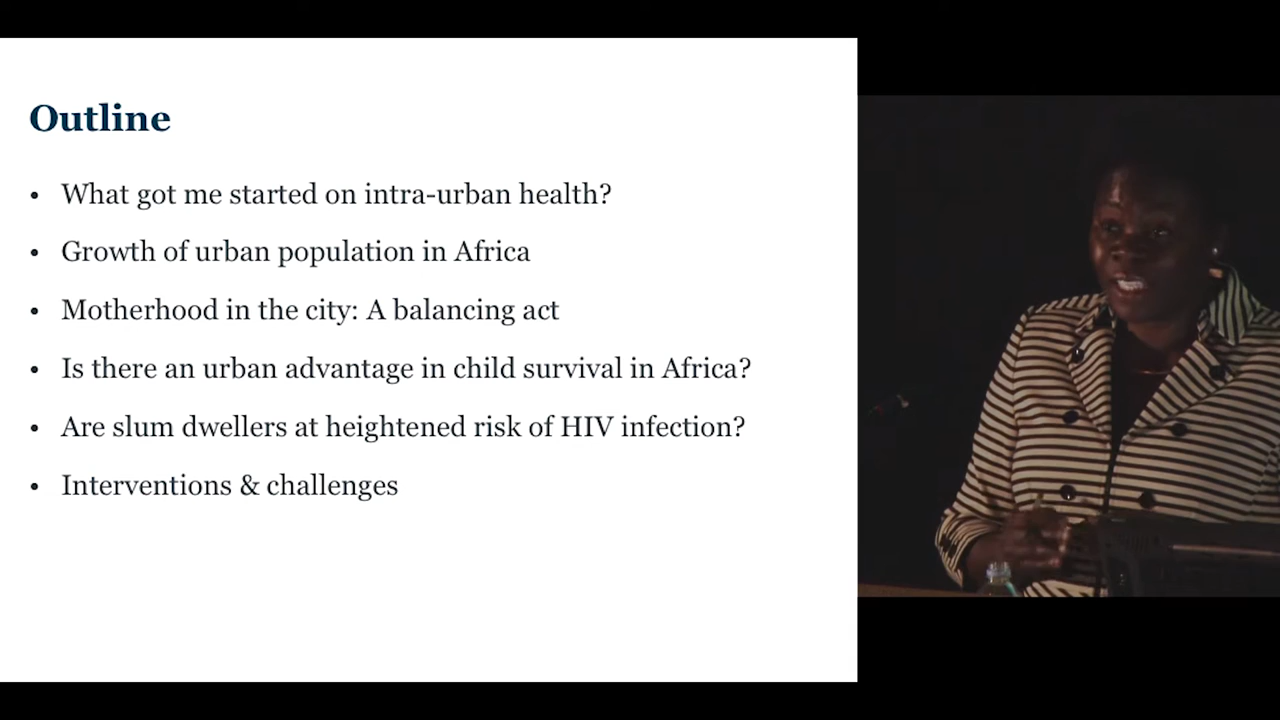 Outline
• What got me started on intra-urban health?
• Growth of urban population in Africa
• Motherhood in the city: A balancing act
• Is there an urban advantage in child survival in Africa?
• Are slum dwellers at heightened risk of HIV infection?
• Interventions & challenges